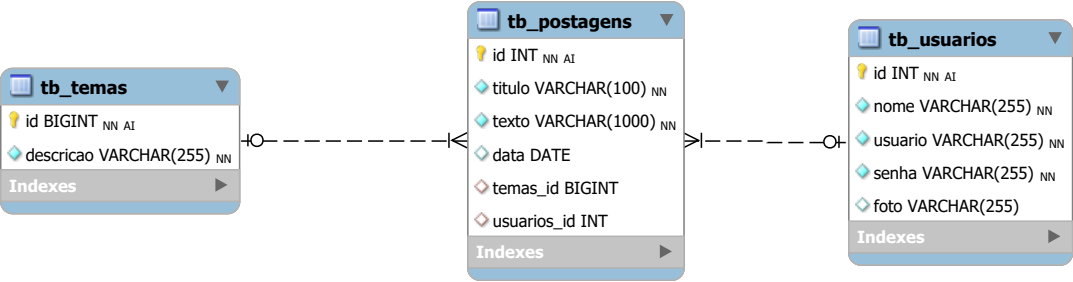 tb_temas
id BIGINT NN AI
descricao VARCHAR(255) NN
Indexes
tb_postagens
id INT NN AI
titulo VARCHAR(100) NN
texto VARCHAR(1000) NN
data DATE
temas_id BIGINT
usuarios_id INT
Indexes
tb_usuarios
id INT NN AI
nome VARCHAR(255) NN
usuario VARCHAR(255) NN
senha VARCHAR(255) NN
foto VARCHAR(255)
Indexes